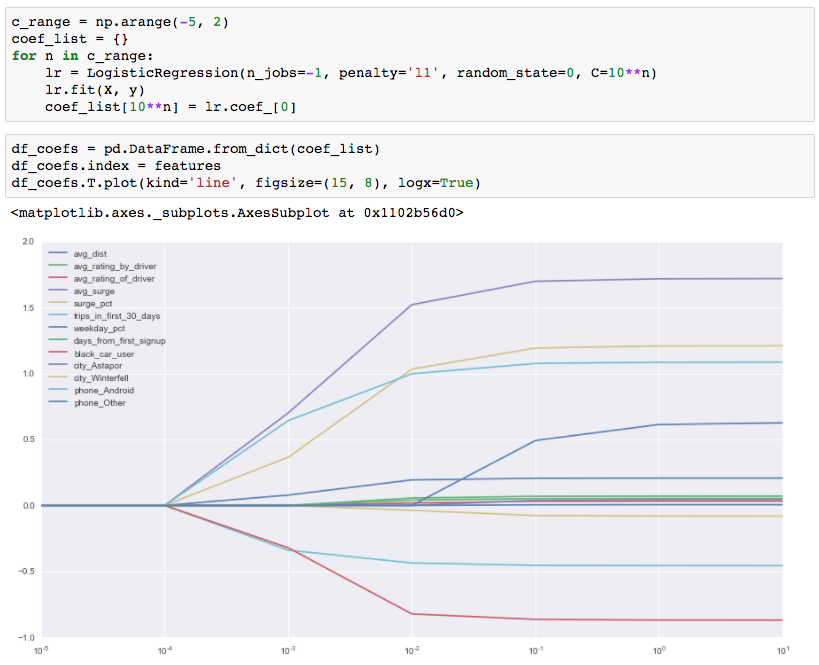 c_range = np.arange(-5, 2)
coef_list = {}
for n in c_range:
    lr = LogisticRegression(n_jobs=-1, penalty='l1', random_state=0, C=10**n)
    lr.fit(X, y)
    coef_list[10**n] = lr.coef_[0]
df_coefs = pd.DataFrame.from_dict(coef_list)
df_coefs.index = features
df_coefs.T.plot(kind='line', figsize=(15, 8), logx=True)
<matplotlib.axes._subplots.AxesSubplot at 0x1102b56d0>
2.0
avg_dist
avg_rating_by_driver
avg_rating_of_driver
avg_surge
surge_pct
trips_in_first_30_days
weekday_pct
days_from_first_signup
black_car_user
city_Astapor
city_Winterfell
phone_Android
phone_Other
1.5
1.0
0.5
0.0
−0.5
−1.0
10⁻⁵ 10⁻⁴ 10⁻³ 10⁻² 10⁻¹ 10⁰ 10¹